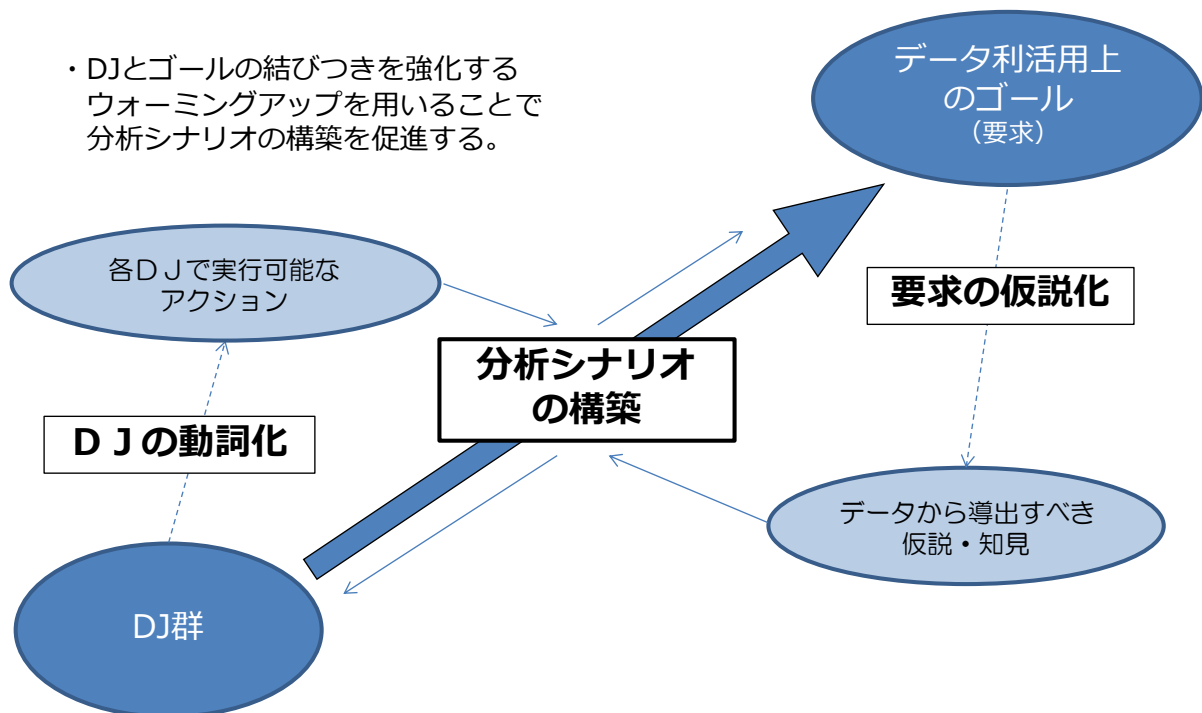 ・DJとゴールの結びつきを強化する
ウォーミングアップを用いることで
分析シナリオの構築を促進する。
データ利活用上
のゴール
（要求）
各ＤＪで実行可能な
アクション
要求の仮説化
分析シナリオ
の構築
ＤＪの動詞化
データから導出すべき
仮説・知見
DJ群